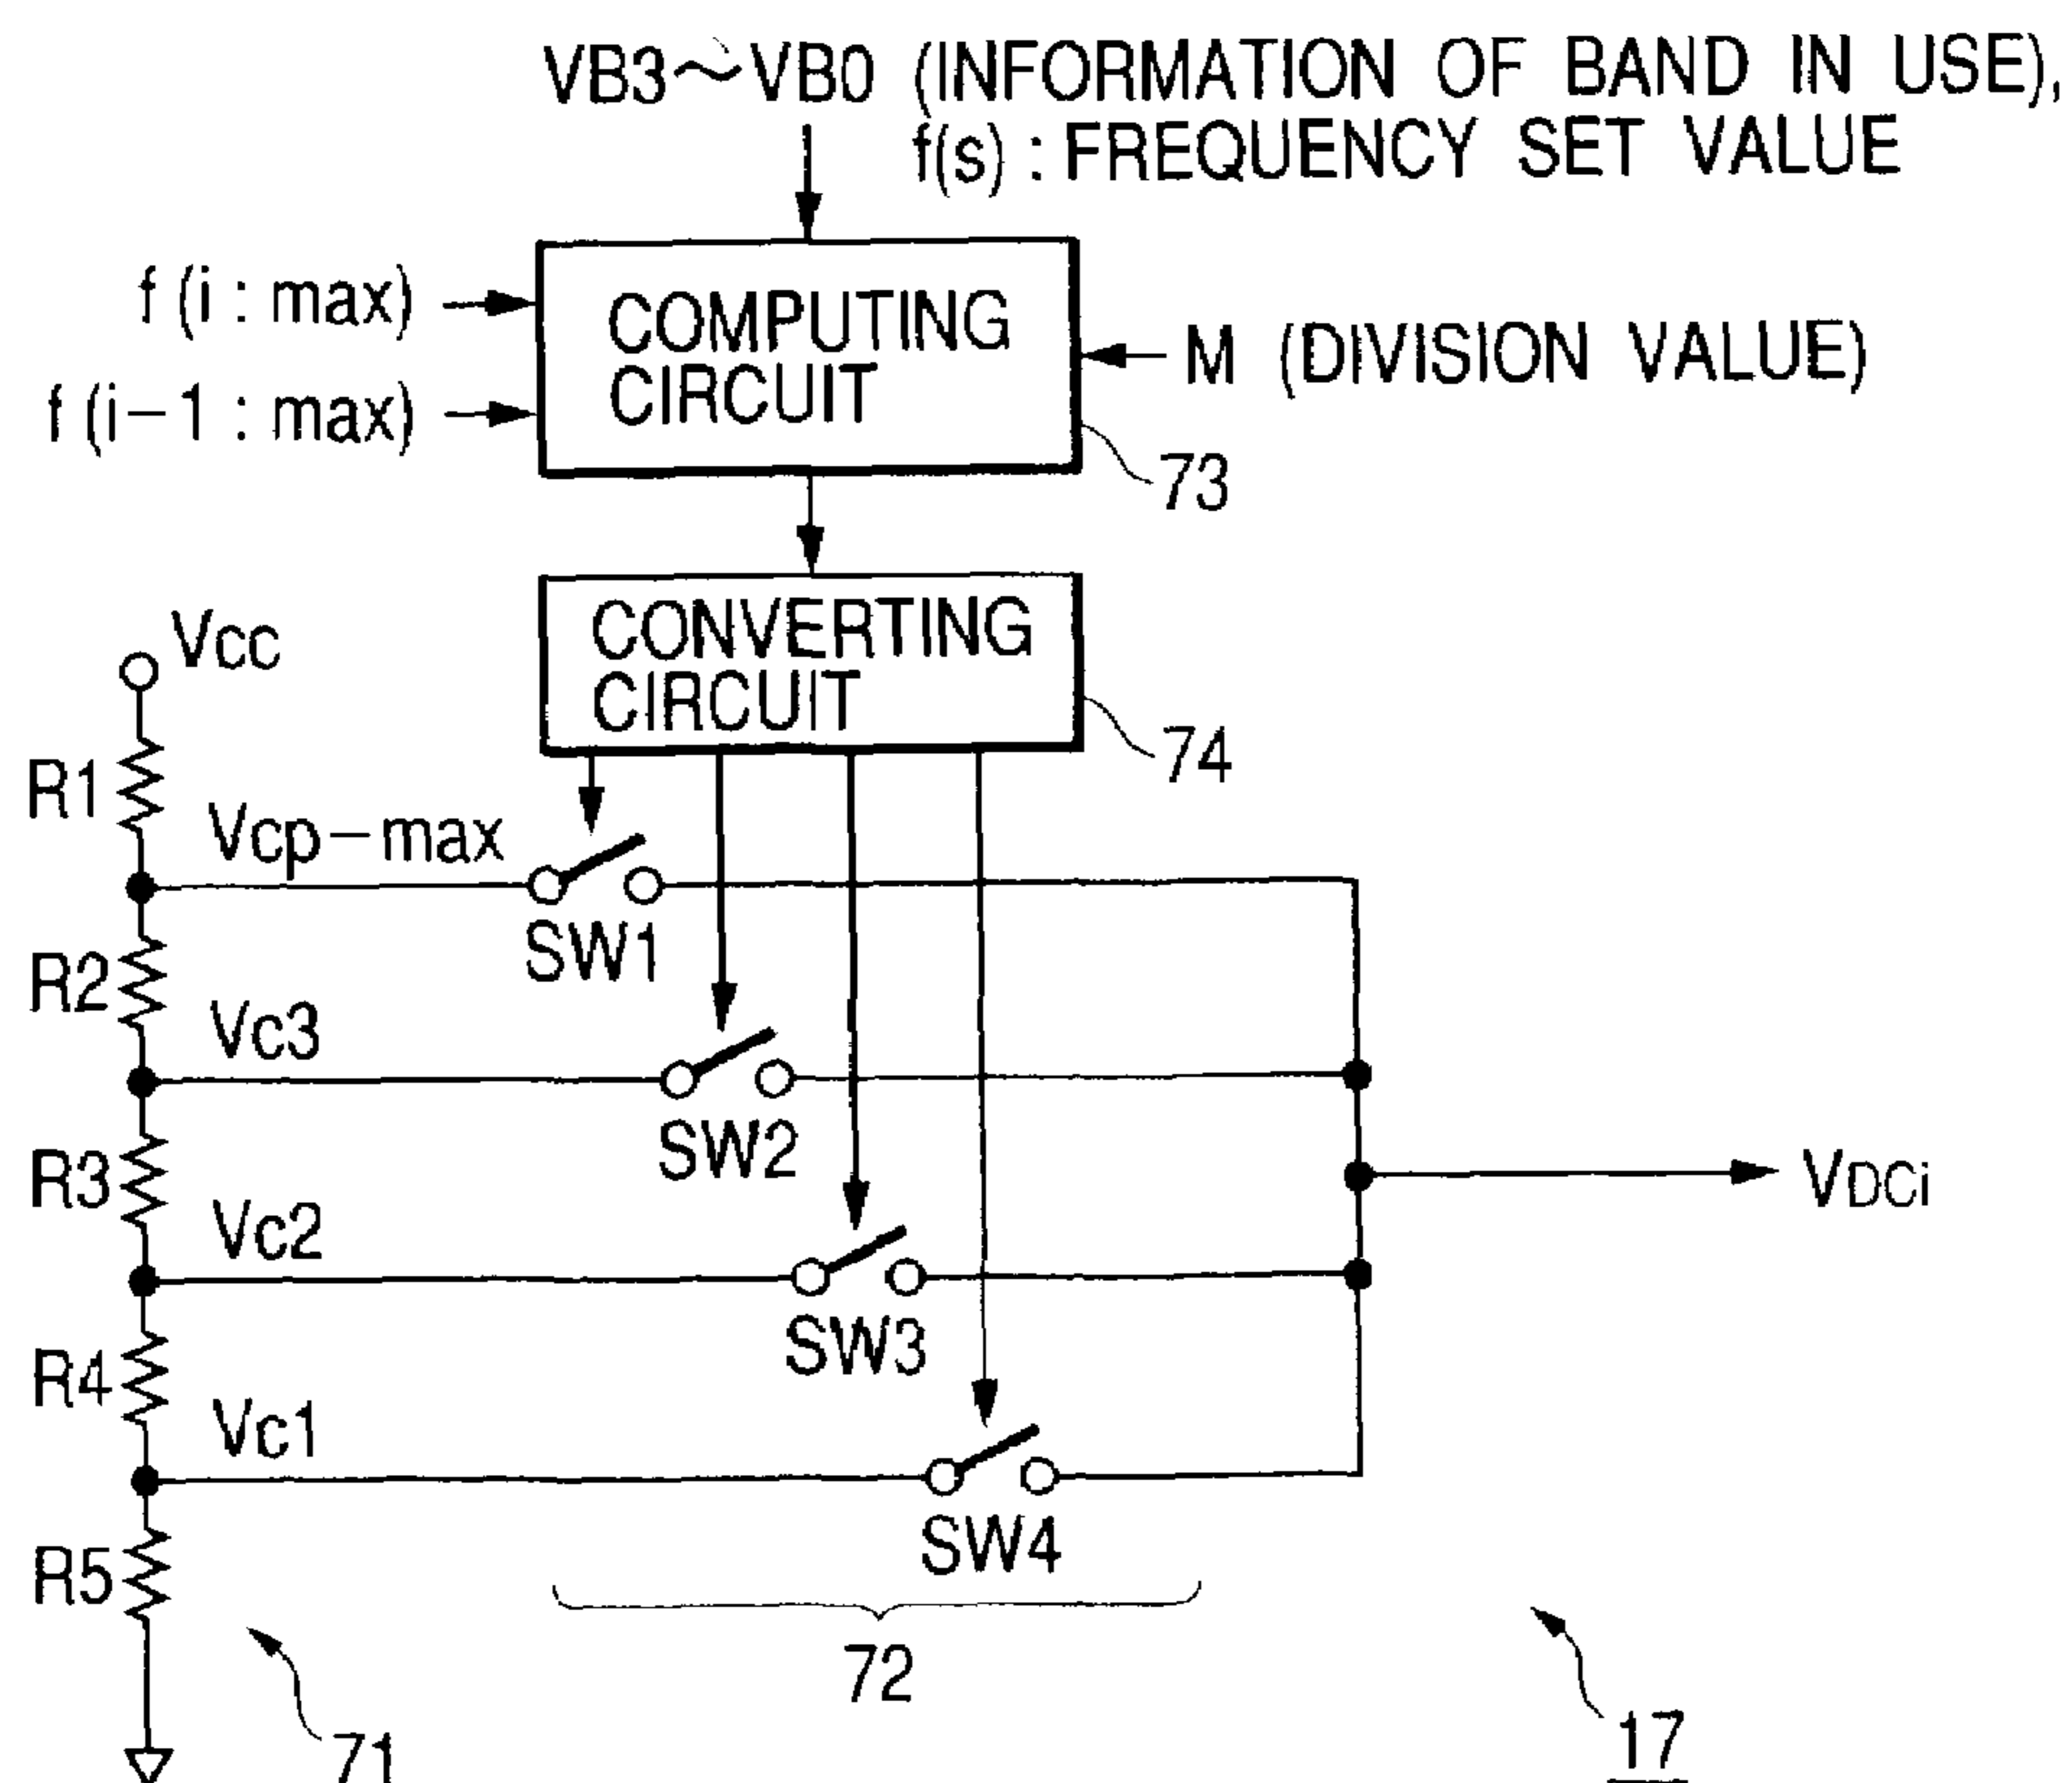 VB3~VB0 (INFORMATION OF BAND IN USE),
f(s) : FREQUENCY SET VALUE
f (i : max)
COMPUTING
CIRCUIT
M (DIVISION VALUE)
f (i-1 : max)
73
CONVERTING
CIRCUIT
Vcc
74
R1
Vcp-max
SW1
R2
Vc3
SW2
R3
VDCi
Vc2
SW3
R4
Vc1
SW4
R5
72
71
17